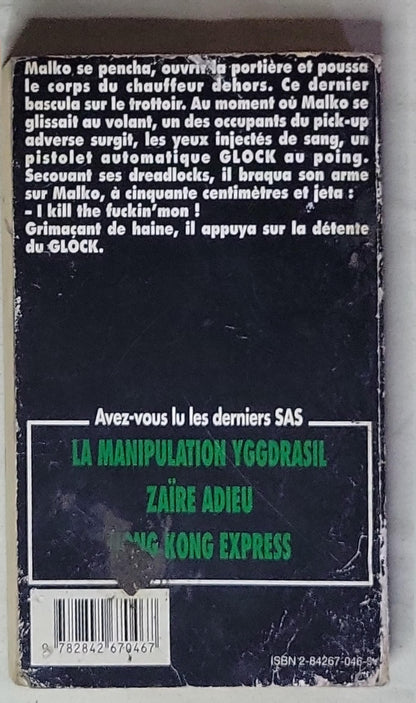 Malko se pencha, ouvrit la portière et poussa
le corps du chauffeur dehors. Ce dernier
bascula sur le trottoir. Au moment où Malko se
glissait au volant, un des occupants du pick-up
adverse surgit, les yeux injectés de sang, un
pistolet automatique GLOCK au poing.
Secouant ses dreadlocks, il braqua son arme
sur Malko, à cinquante centimètres et jeta :
- I kill the fuckin'mon !
Grimaçant de haine, il appuya sur la détente
du GLOCK.
Avez-vous lu les derniers SAS
LA MANIPULATION YGGDRASIL
ZAÏRE ADIEU
KONG EXPRESS
9 782842 670467
ISBN 2-84267-046-